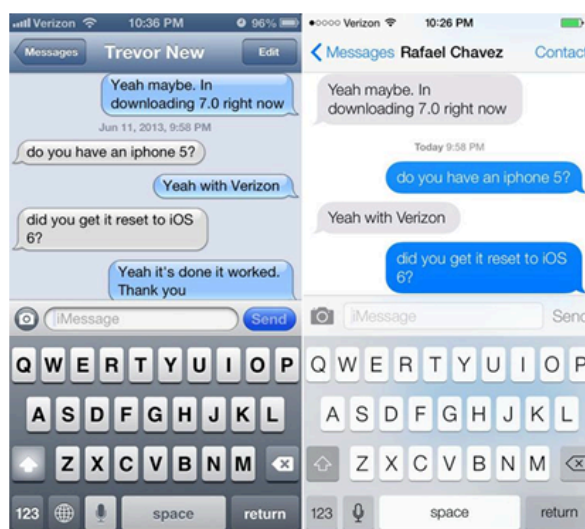 Verizon 10:36 PM 96%
Messages Trevor New Edit
Yeah maybe. In
downloading 7.0 right now
Jun 11, 2013, 9:58 PM
do you have an iphone 5?
Yeah with Verizon
did you get it reset to iOS
6?
Yeah it's done it worked.
Thank you
iMessage Send
Q W E R T Y U I O P
A S D F G H J K L
Z X C V B N M
123 space return
Verizon 10:26 PM
Messages Rafael Chavez Contact
Yeah maybe. In
downloading 7.0 right now
Today 9:58 PM
do you have an iphone 5?
Yeah with Verizon
did you get it reset to iOS
6?
iMessage Send
Q W E R T Y U I O P
A S D F G H J K L
Z X C V B N M
123 space return